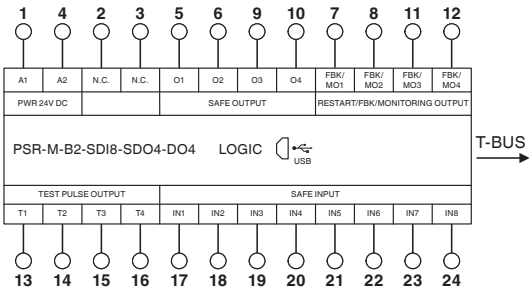 1 4 2 3 5 6 9 10 7 8 11 12
A1 A2 N.C. N.C. O1 O2 O3 O4 FBK/ FBK/ FBK/ FBK/
MO1 MO2 MO3 MO4
PWR 24V DC SAFE OUTPUT RESTART/FBK/MONITORING OUTPUT
T-BUS
PSR-M-B2-SDI8-SDO4-DO4 LOGIC
USB
TEST PULSE OUTPUT SAFE INPUT
T1 T2 T3 T4 IN1 IN2 IN3 IN4 IN5 IN6 IN7 IN8
13 14 15 16 17 18 19 20 21 22 23 24